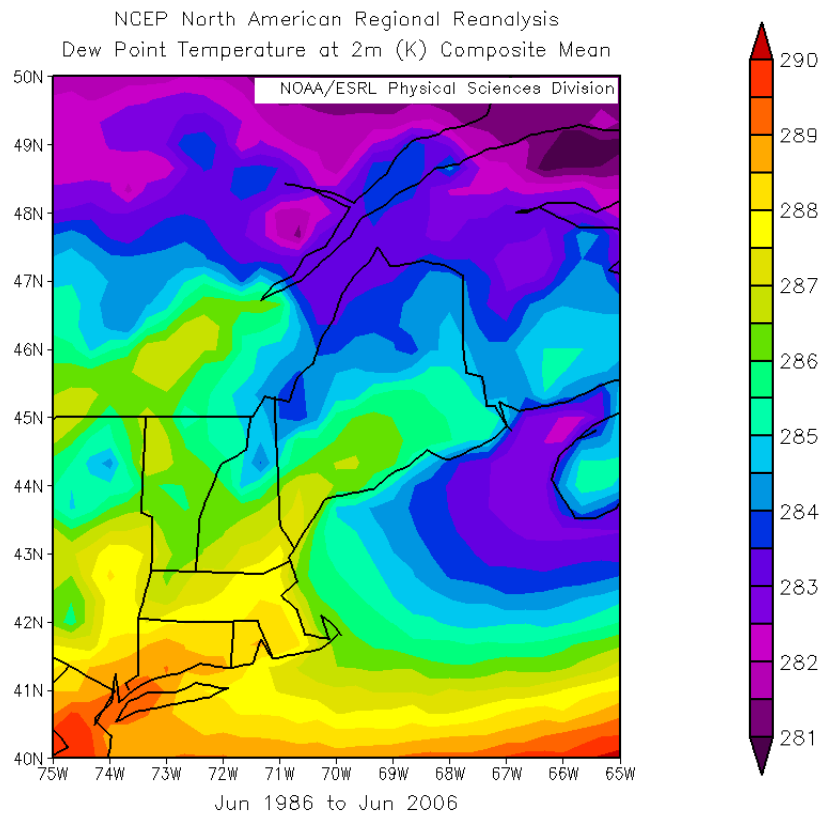 NCEP North American Regional Reanalysis
Dew Point Temperature at 2m (K) Composite Mean
NOAA/ESRL Physical Sciences Division
50N
49N
48N
47N
46N
45N
44N
43N
42N
41N
40N
75W 74W 73W 72W 71W 70W 69W 68W 67W 66W 65W
Jun 1986 to Jun 2006
290
289
288
287
286
285
284
283
282
281